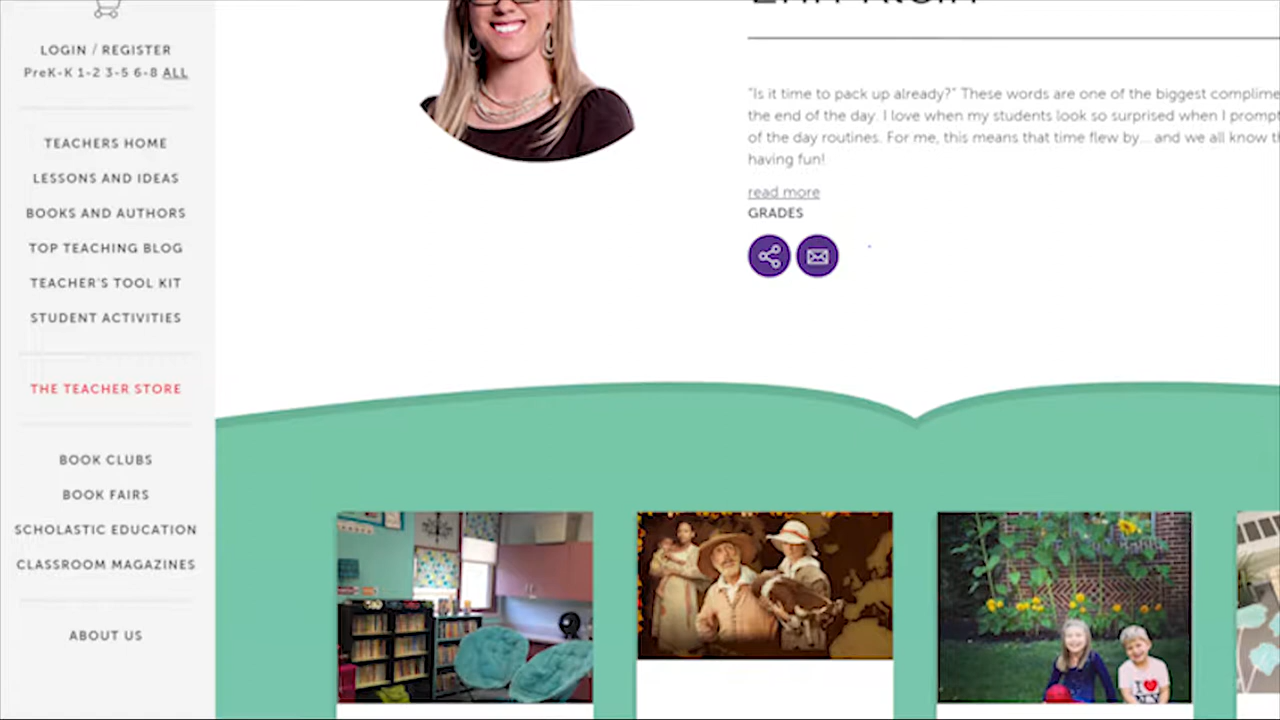 LOGIN / REGISTER
PreK-K 1-2 3-5 6-8 ALL
TEACHERS HOME
LESSONS AND IDEAS
BOOKS AND AUTHORS
TOP TEACHING BLOG
TEACHER'S TOOL KIT
STUDENT ACTIVITIES
THE TEACHER STORE
BOOK CLUBS
BOOK FAIRS
SCHOLASTIC EDUCATION
CLASSROOM MAGAZINES
ABOUT US
"Is it time to pack up already?" These words are one of the biggest complime
the end of the day. I love when my students look so surprised when I promp
of the day routines. For me, this means that time flew by... and we all know t
having fun!
read more
GRADES
I ❤ NY